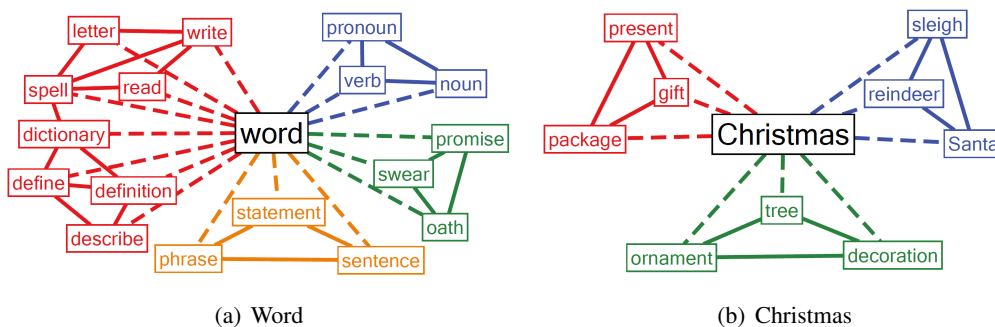 letter
write
spell
read
dictionary
define
definition
describe
pronoun
verb
noun
word
promise
swear
oath
statement
phrase
sentence
(a) Word
present
gift
package
sleigh
reindeer
Santa
Christmas
tree
ornament
decoration
(b) Christmas